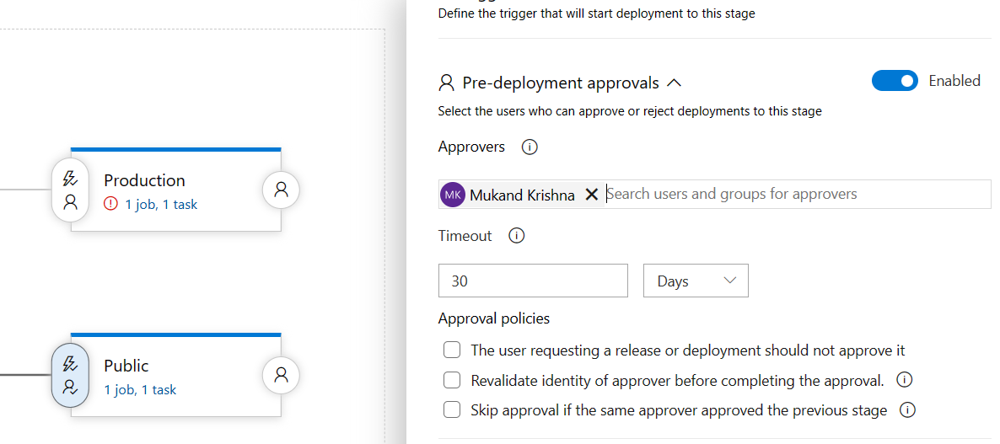 Define the trigger that will start deployment to this stage
Pre-deployment approvals
Enabled
Select the users who can approve or reject deployments to this stage
Approvers
MK Mukand Krishna Search users and groups for approvers
Timeout
30
Days
Approval policies
The user requesting a release or deployment should not approve it
Revalidate identity of approver before completing the approval.
Skip approval if the same approver approved the previous stage
Production
1 job, 1 task
Public
1 job, 1 task